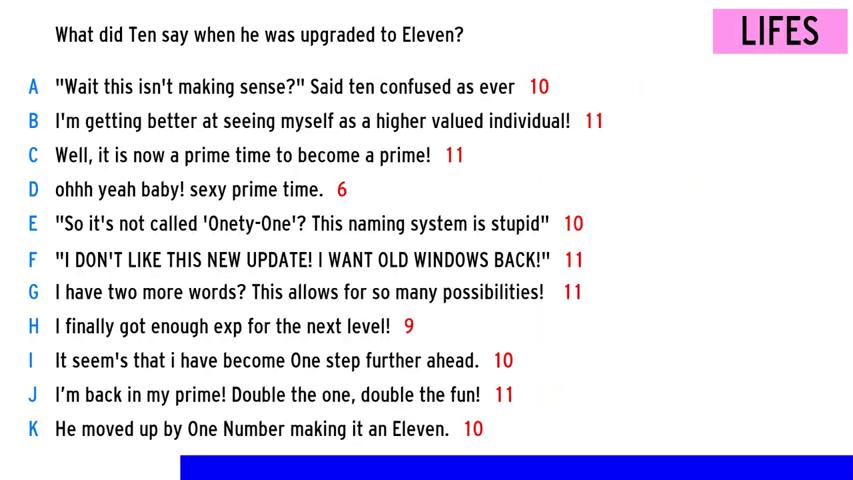 What did Ten say when he was upgraded to Eleven?
LIFES
A "Wait this isn't making sense?" Said ten confused as ever 10
B I'm getting better at seeing myself as a higher valued individual! 11
C Well, it is now a prime time to become a prime! 11
D ohhh yeah baby! sexy prime time. 6
E "So it's not called 'Onety-One'? This naming system is stupid" 10
F "I DON'T LIKE THIS NEW UPDATE! I WANT OLD WINDOWS BACK!" 11
G I have two more words? This allows for so many possibilities! 11
H I finally got enough exp for the next level! 9
I It seem's that i have become One step further ahead. 10
J I'm back in my prime! Double the one, double the fun! 11
K He moved up by One Number making it an Eleven. 10